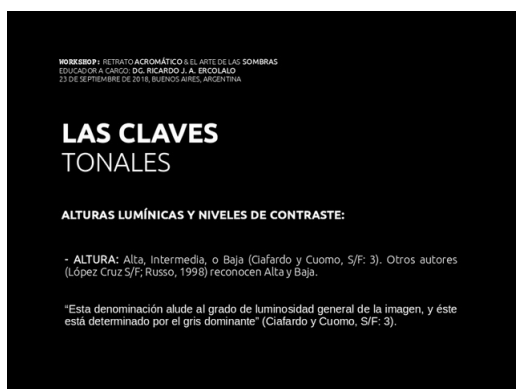 WORKSHOP: RETRATO ACROMÁTICO & EL ARTE DE LAS SOMBRAS
EDUCADOR A CARGO: DG. RICARDO J. A. ERCOLALO
23 DE SEPTIEMBRE DE 2018, BUENOS AIRES, ARGENTINA
LAS CLAVES
TONALES
ALTURAS LUMÍNICAS Y NIVELES DE CONTRASTE:
- ALTURA: Alta, Intermedia, o Baja (Ciafardo y Cuomo, S/F: 3). Otros autores
(López Cruz S/F; Russo, 1998) reconocen Alta y Baja.
“Esta denominación alude al grado de luminosidad general de la imagen, y éste
está determinado por el gris dominante” (Ciafardo y Cuomo, S/F: 3).